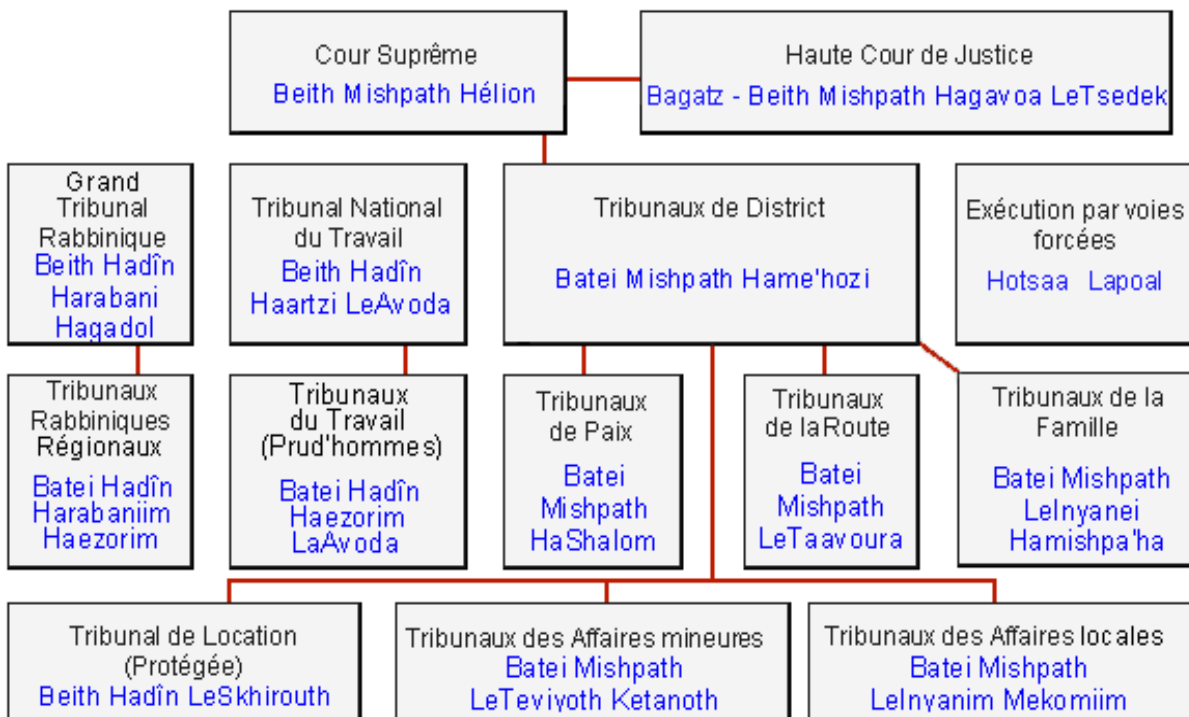 Cour Suprême
Beith Mishpath Hélion
Haute Cour de Justice
Bagatz - Beith Mishpath Hagavoa LeTsedek
Grand
Tribunal
Rabbinique
Beith Hadîn
Harabani
Hagadol
Tribunal National
du Travail
Beith Hadîn
Haartzi LeAvoda
Tribunaux de District
Batei Mishpath Hame'hozi
Exécution par voies
forcées
Hotsaa Lapoal
Tribunaux
Rabbiniques
Régionaux
Batei Hadîn
Harabaniim
Haezorim
Tribunaux
du Travail
(Prud'hommes)
Batei Hadîn
Haezorim
LaAvoda
Tribunaux
de Paix
Batei
Mishpath
HaShalom
Tribunaux
de la Route
Batei
Mishpath
LeTaavoura
Tribunaux de la
Famille
Batei Mishpath
LeInyanei
Hamishpa'ha
Tribunal de Location
(Protégée)
Beith Hadîn LeSkhirouth
Tribunaux des Affaires mineures
Batei Mishpath
LeTeviyoth Ketanoth
Tribunaux des Affaires locales
Batei Mishpath
LeInyanim Mekomiim